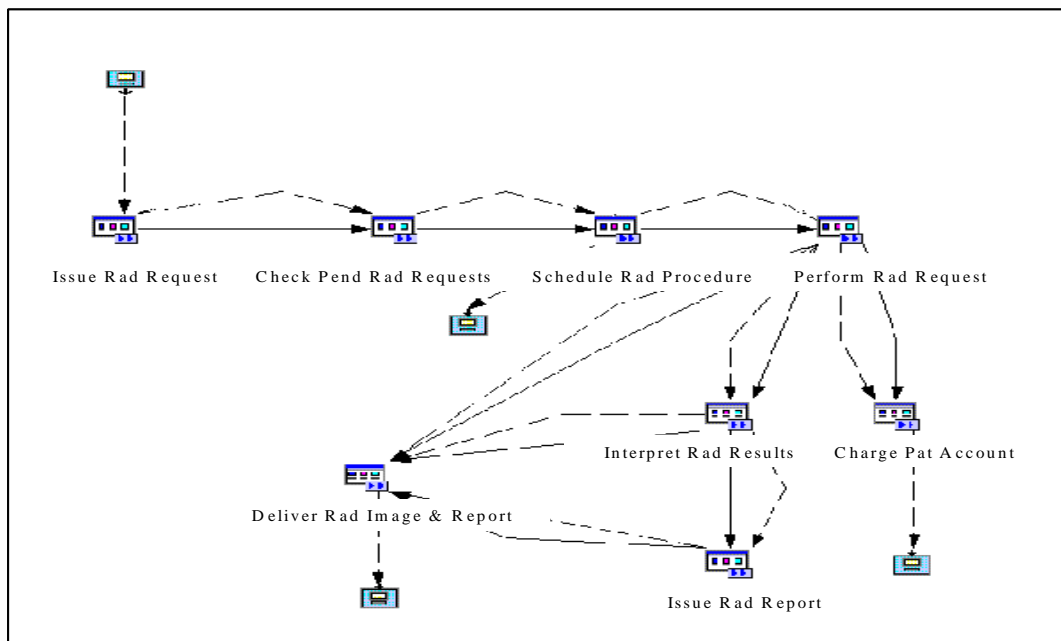 Issue Rad Request
Check Pend Rad Requests
Schedule Rad Procedure
Perform Rad Request
Interpret Rad Results
Charge Pat Account
Deliver Rad Image & Report
Issue Rad Report